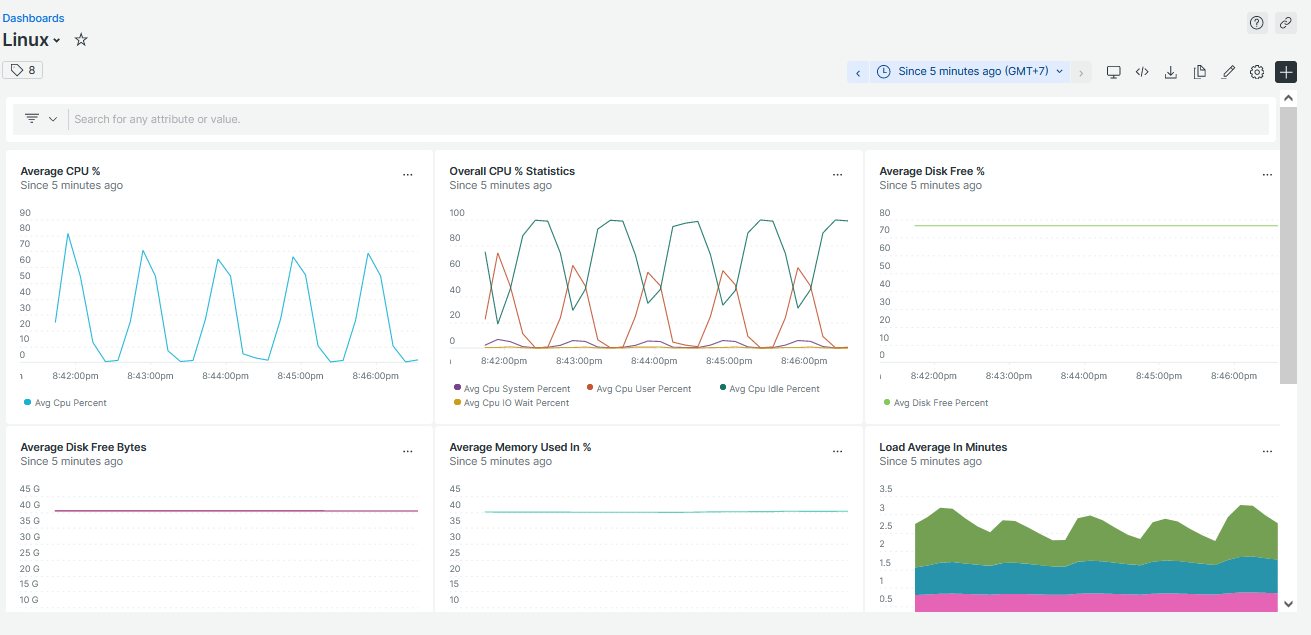 Dashboards
Linux
8
Since 5 minutes ago (GMT+7)
Search for any attribute or value.
Average CPU %
Since 5 minutes ago
90
80
70
60
50
40
30
20
10
0
8:42:00pm 8:43:00pm 8:44:00pm 8:45:00pm 8:46:00pm
Avg Cpu Percent
Overall CPU % Statistics
Since 5 minutes ago
100
80
60
40
20
0
8:42:00pm 8:43:00pm 8:44:00pm 8:45:00pm 8:46:00pm
Avg Cpu System Percent Avg Cpu User Percent Avg Cpu Idle Percent
Avg Cpu IO Wait Percent
Average Disk Free %
Since 5 minutes ago
80
70
60
50
40
30
20
10
0
8:42:00pm 8:43:00pm 8:44:00pm 8:45:00pm 8:46:00pm
Avg Disk Free Percent
Average Disk Free Bytes
Since 5 minutes ago
45 G
40 G
35 G
30 G
25 G
20 G
15 G
10 G
Average Memory Used In %
Since 5 minutes ago
45
40
35
30
25
20
15
10
Load Average In Minutes
Since 5 minutes ago
3.5
3
2.5
2
1.5
1
0.5